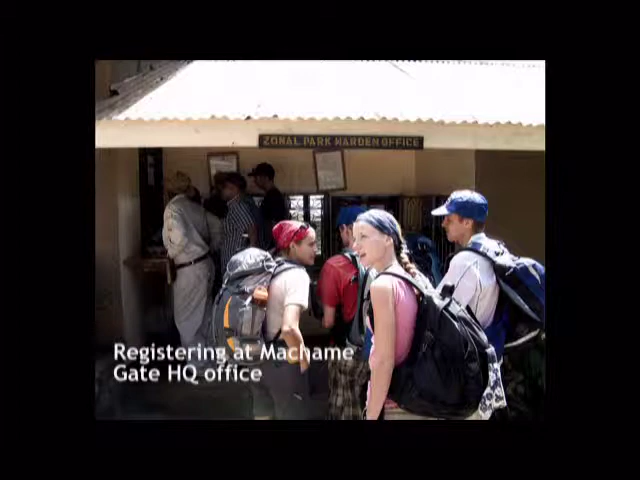 ZONAL PARK WARDEN OFFICE
Registering at Machame
Gate HQ office